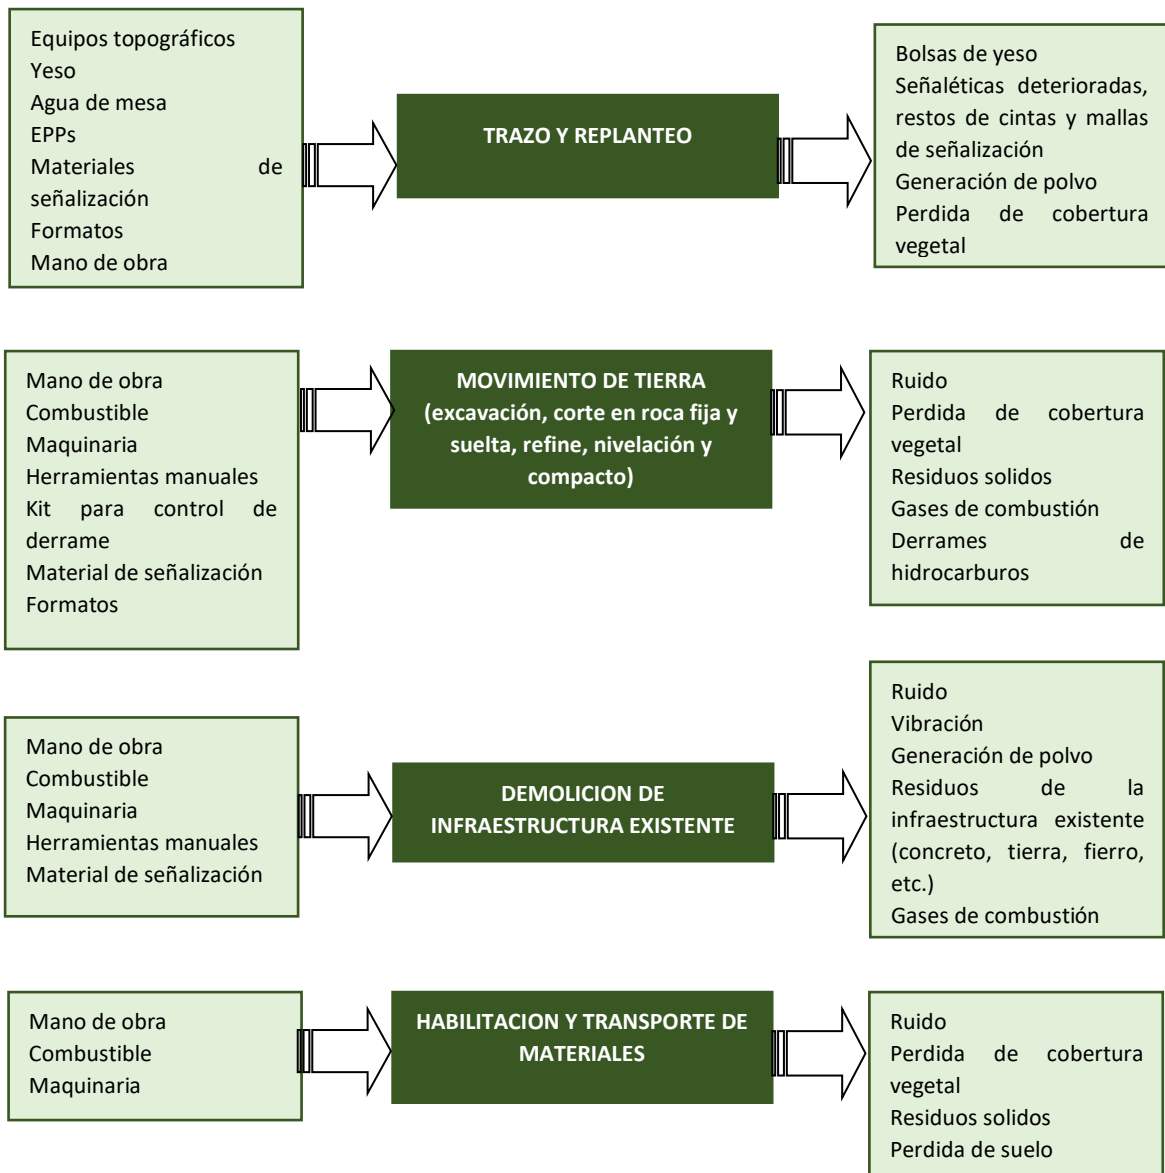 Equipos topográficos
Yeso
Agua de mesa
EPPs
Materiales de
señalización
Formatos
Mano de obra
TRAZO Y REPLANTEO
Bolsas de yeso
Señaléticas deterioradas,
restos de cintas y mallas
de señalización
Generación de polvo
Perdida de cobertura
vegetal
Mano de obra
Combustible
Maquinaria
Herramientas manuales
Kit para control de
derrame
Material de señalización
Formatos
MOVIMIENTO DE TIERRA
(excavación, corte en roca fija y
suelta, refine, nivelación y
compacto)
Ruido
Perdida de cobertura
vegetal
Residuos solidos
Gases de combustión
Derrames de
hidrocarburos
Mano de obra
Combustible
Maquinaria
Herramientas manuales
Material de señalización
DEMOLICION DE
INFRAESTRUCTURA EXISTENTE
Ruido
Vibración
Generación de polvo
Residuos de la
infraestructura existente
(concreto, tierra, fierro,
etc.)
Gases de combustión
Mano de obra
Combustible
Maquinaria
HABILITACION Y TRANSPORTE DE
MATERIALES
Ruido
Perdida de cobertura
vegetal
Residuos solidos
Perdida de suelo